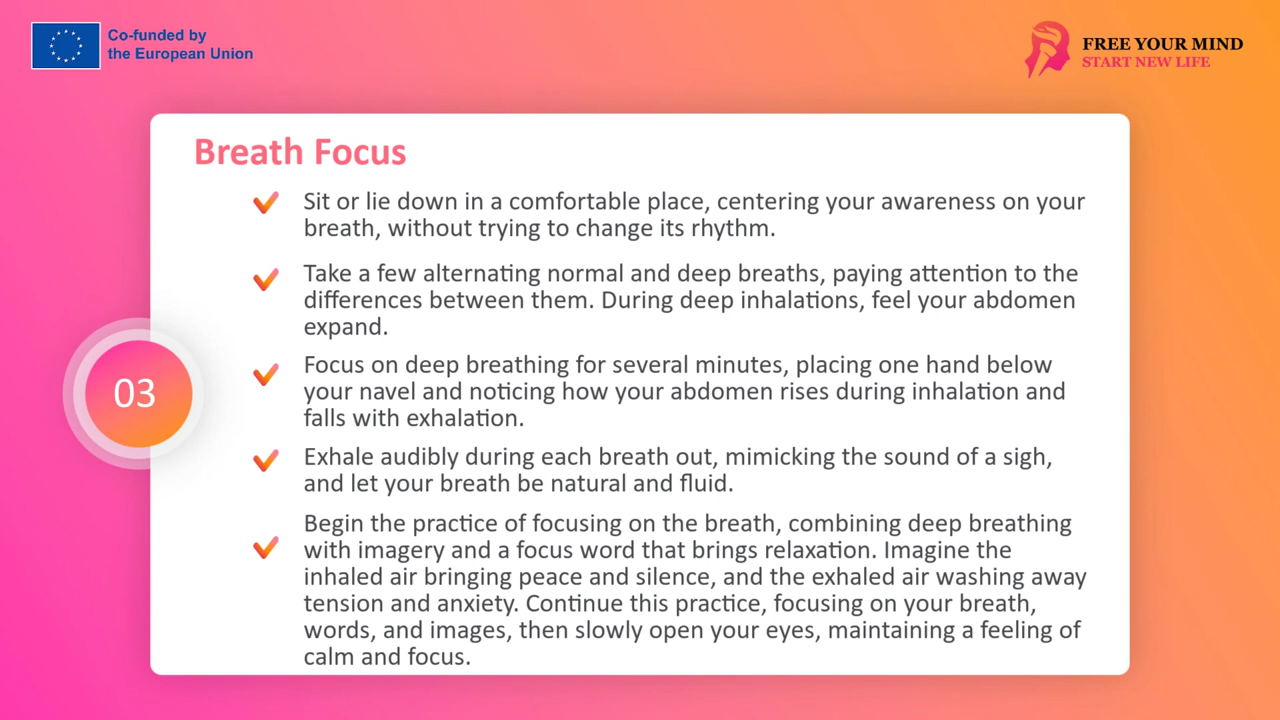 Co-funded by
the European Union
FREE YOUR MIND
START NEW LIFE
Breath Focus
Sit or lie down in a comfortable place, centering your awareness on your
breath, without trying to change its rhythm.
Take a few alternating normal and deep breaths, paying attention to the
differences between them. During deep inhalations, feel your abdomen
expand.
Focus on deep breathing for several minutes, placing one hand below
your navel and noticing how your abdomen rises during inhalation and
falls with exhalation.
03
Exhale audibly during each breath out, mimicking the sound of a sigh,
and let your breath be natural and fluid.
Begin the practice of focusing on the breath, combining deep breathing
with imagery and a focus word that brings relaxation. Imagine the
inhaled air bringing peace and silence, and the exhaled air washing away
tension and anxiety. Continue this practice, focusing on your breath,
words, and images, then slowly open your eyes, maintaining a feeling of
calm and focus.